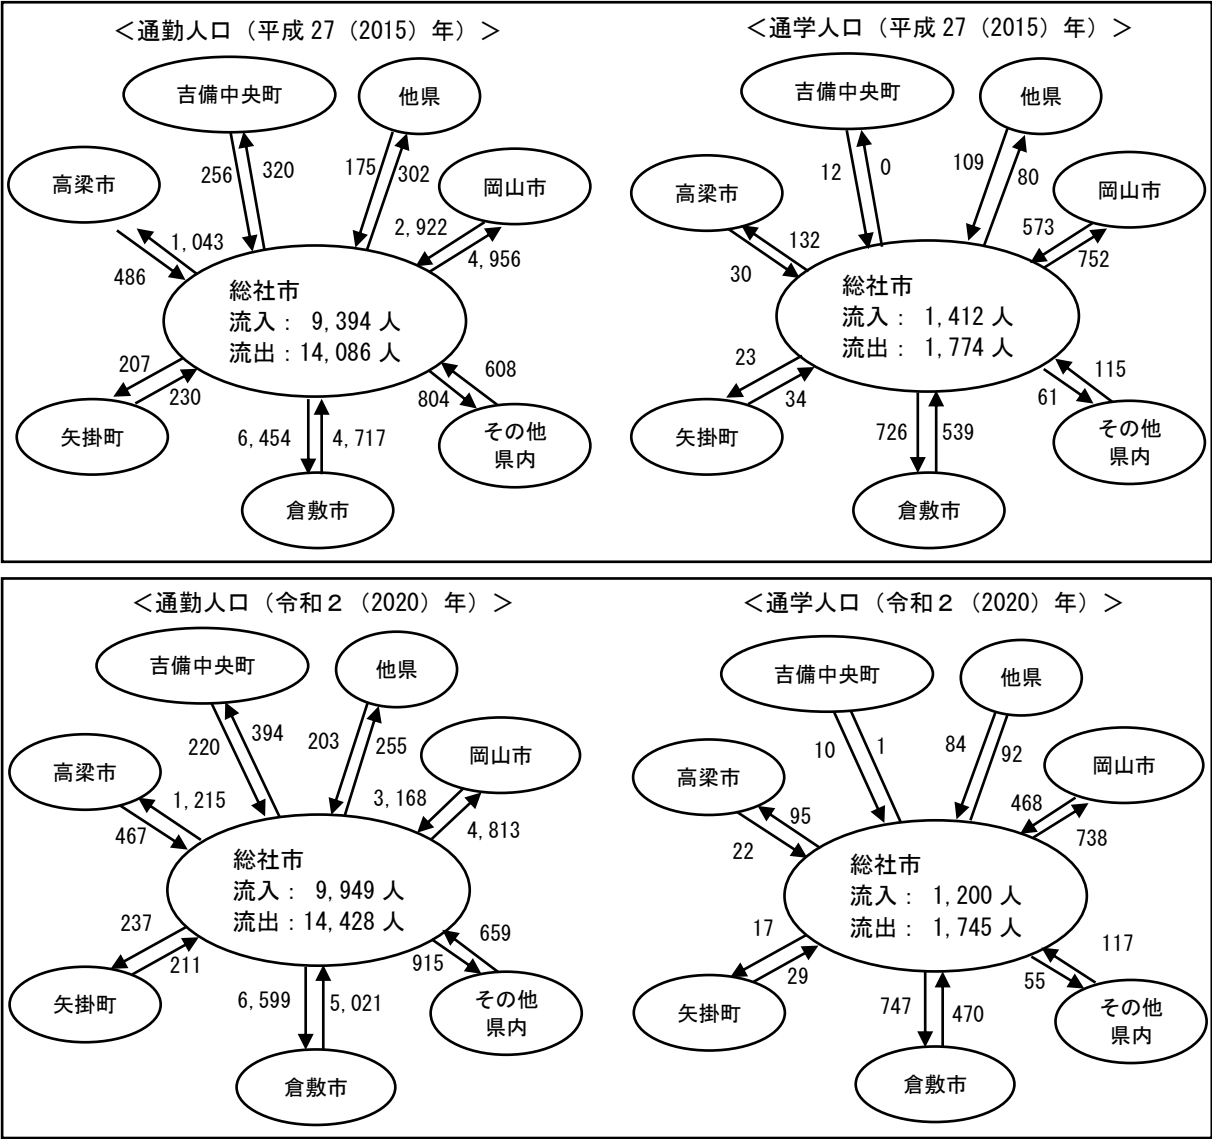 ＜通勤人口（平成 27（2015）年）＞
吉備中央町
他県
高梁市
岡山市
256
320
175
302
2,922
4,956
1,043
486
総社市
流入： 9,394 人
流出：14,086 人
207
230
608
804
矢掛町
6,454
4,717
その他
県内
倉敷市
＜通学人口（平成 27（2015）年）＞
吉備中央町
他県
高梁市
岡山市
12
0
109
80
573
752
132
30
総社市
流入： 1,412 人
流出： 1,774 人
23
34
115
61
矢掛町
726
539
その他
県内
倉敷市
＜通勤人口（令和２（2020）年）＞
吉備中央町
他県
高梁市
岡山市
220
394
203
255
3,168
4,813
1,215
467
総社市
流入： 9,949 人
流出：14,428 人
237
211
659
915
矢掛町
6,599
5,021
その他
県内
倉敷市
＜通学人口（令和２（2020）年）＞
吉備中央町
他県
高梁市
岡山市
10
1
84
92
468
738
95
22
総社市
流入： 1,200 人
流出： 1,745 人
17
29
117
55
矢掛町
747
470
その他
県内
倉敷市